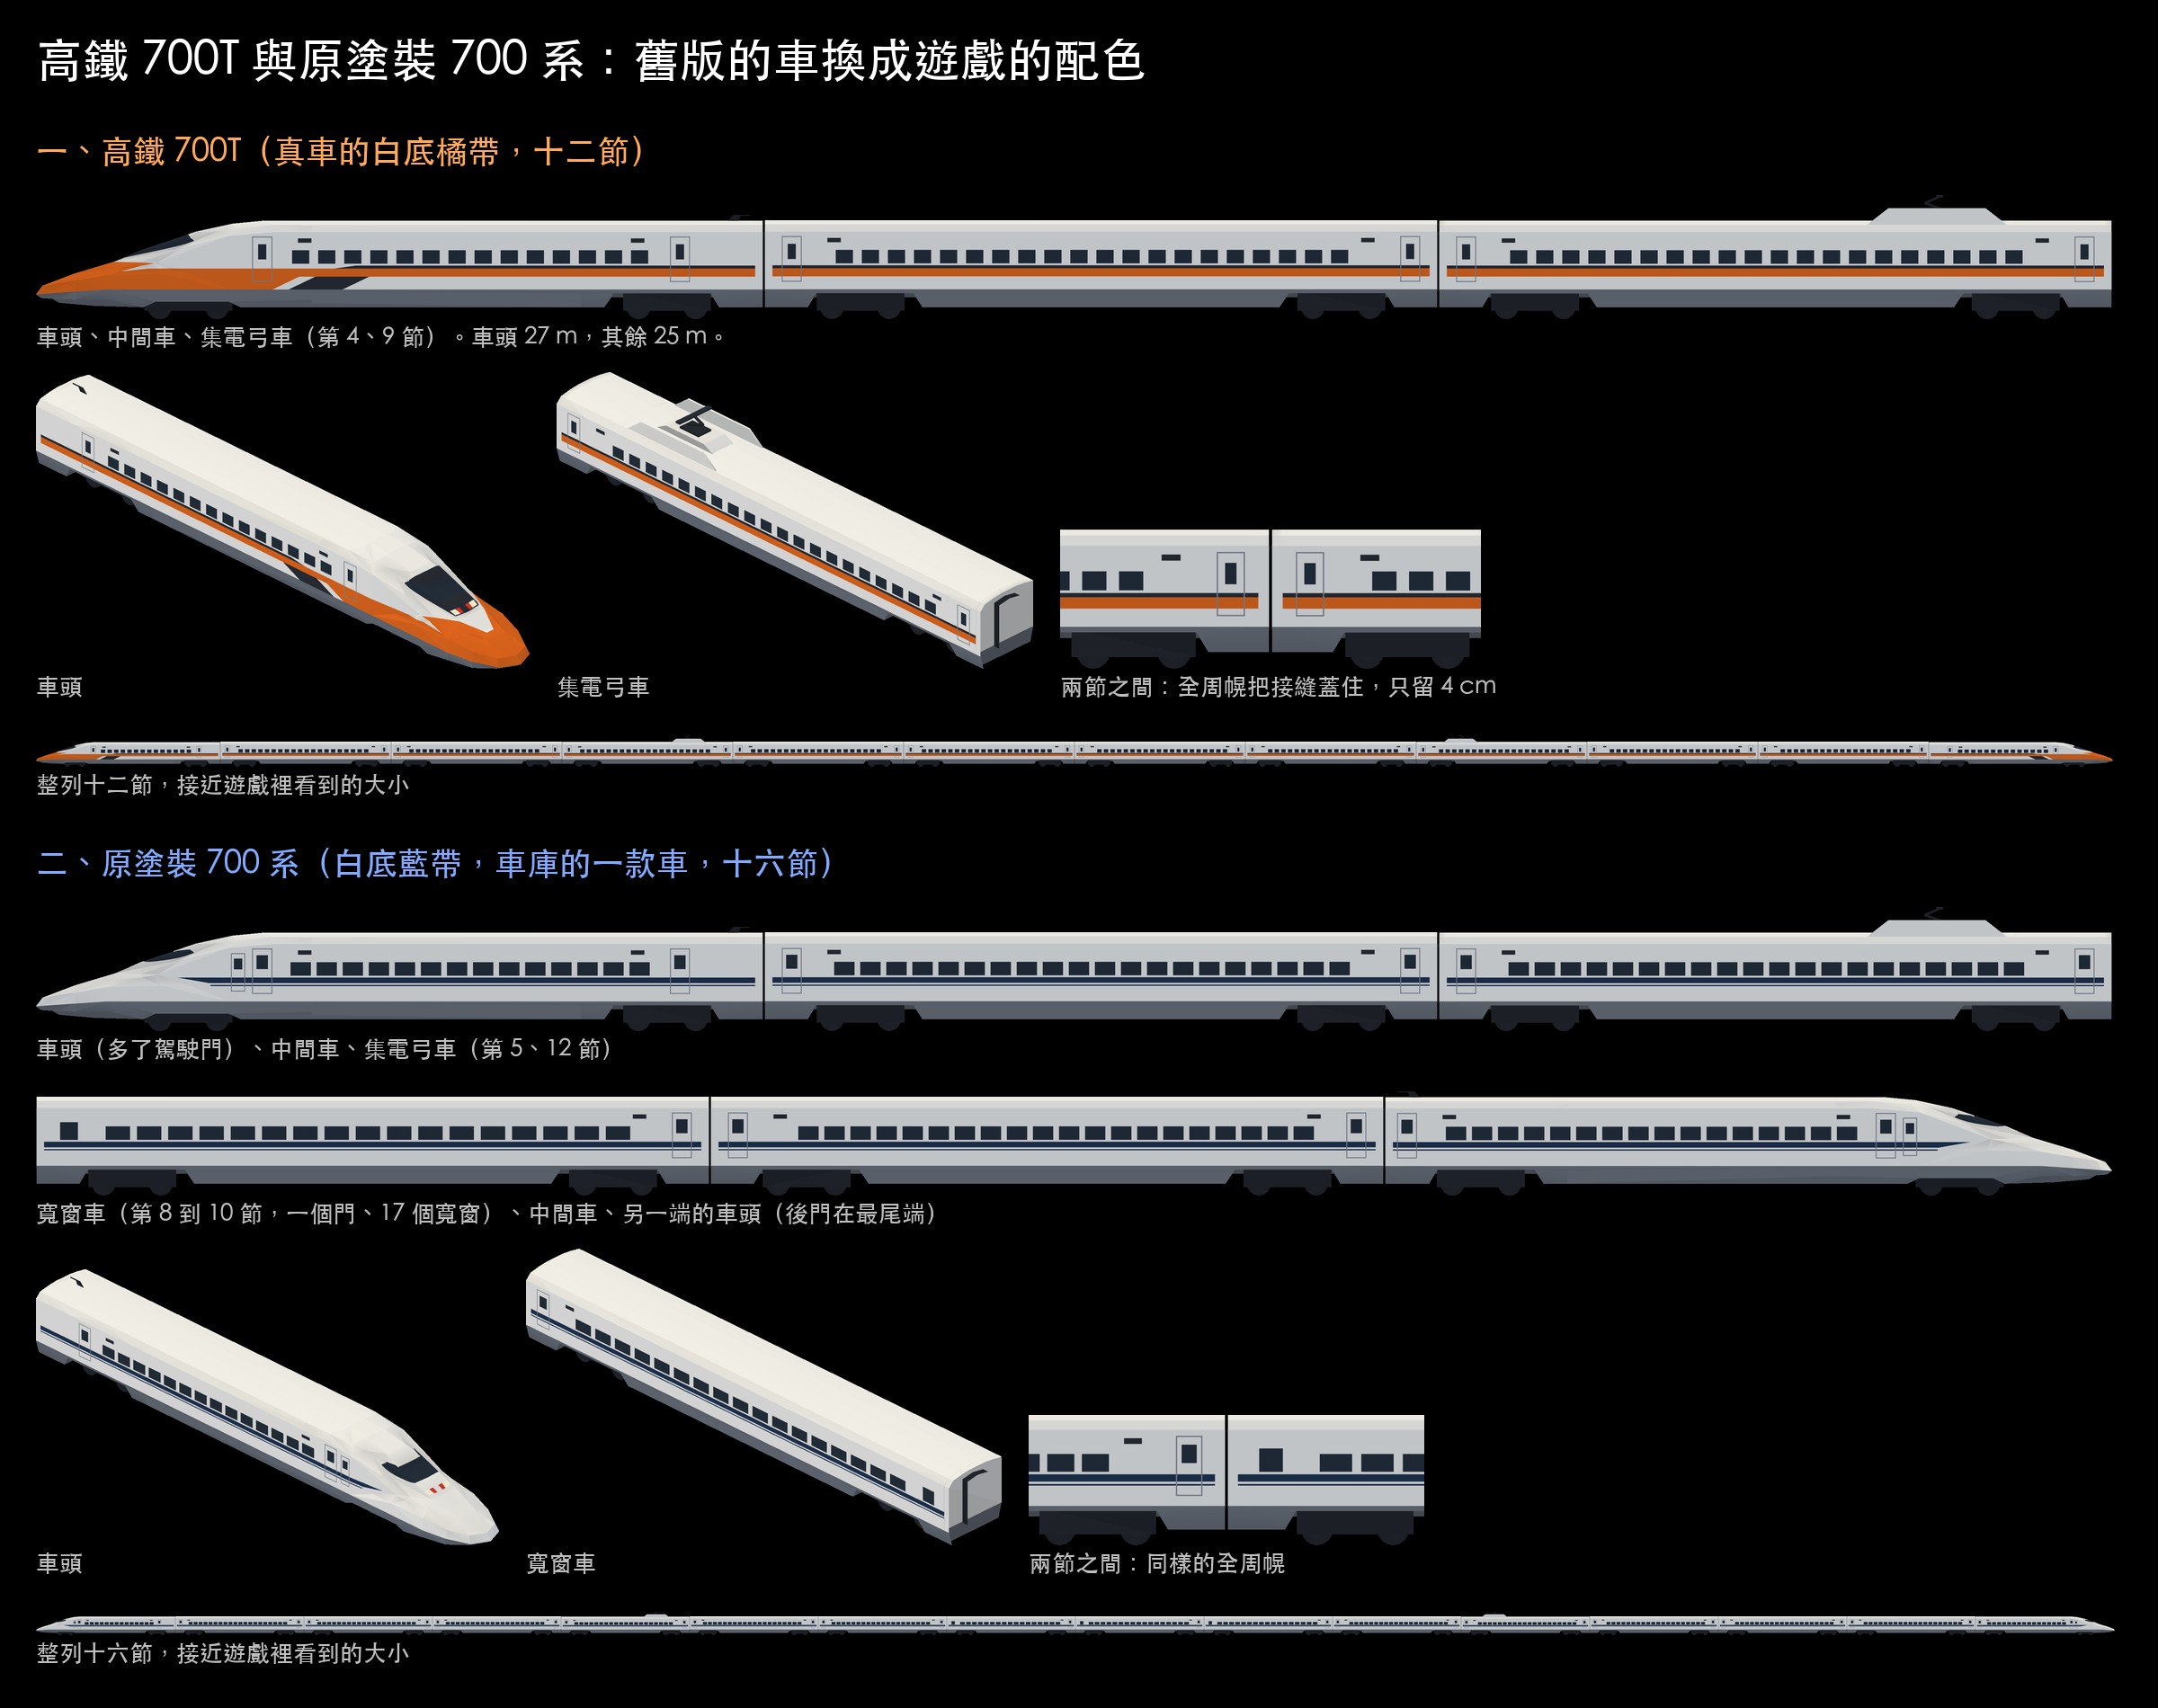 高鐵 700T 與原塗裝 700 系：舊版的車換成遊戲的配色
一、高鐵 700T（真車的白底橘帶，十二節）
車頭、中間車、集電弓車（第 4、9 節）。車頭 27 m，其餘 25 m。
車頭
集電弓車
兩節之間：全周幌把接縫蓋住，只留 4 cm
整列十二節，接近遊戲裡看到的大小
二、原塗裝 700 系（白底藍帶，車庫的一款車，十六節）
車頭（多了駕駛門）、中間車、集電弓車（第 5、12 節）
寬窗車（第 8 到 10 節，一個門、17 個寬窗）、中間車、另一端的車頭（後門在最尾端）
車頭
寬窗車
兩節之間：同樣的全周幌
整列十六節，接近遊戲裡看到的大小